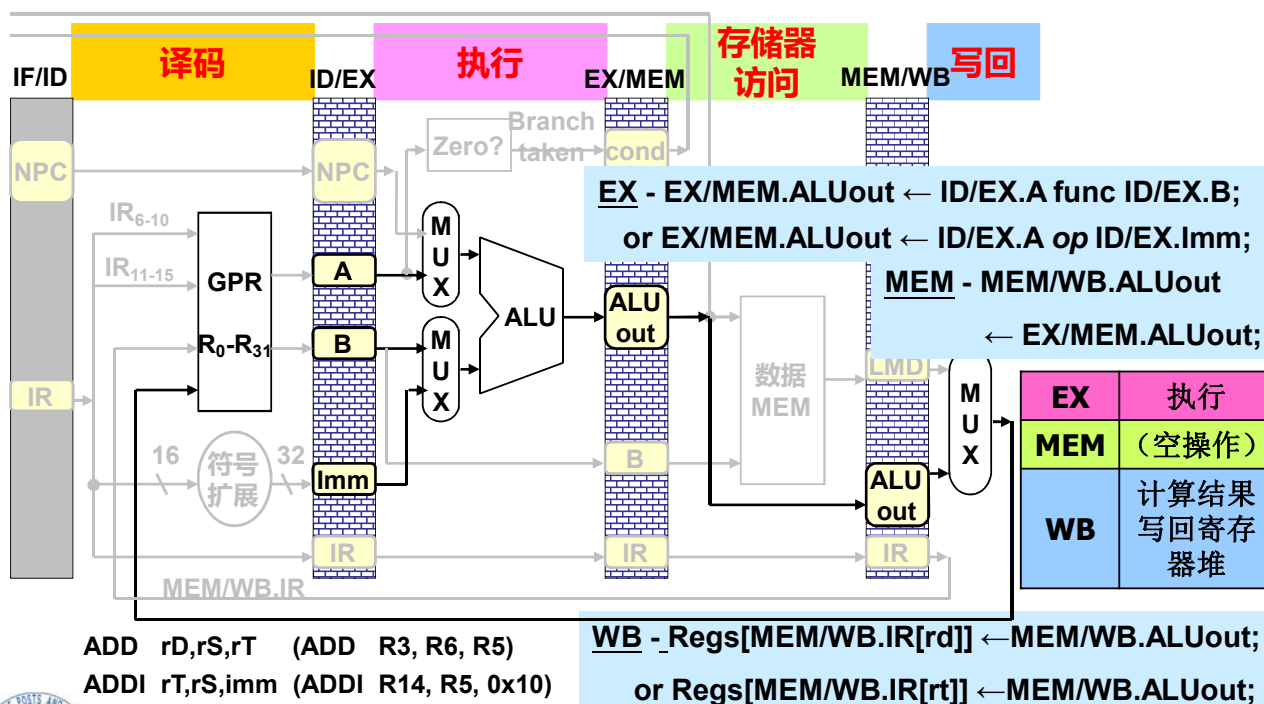 译码
执行
存储器
访问
写回
IF/ID
ID/EX
EX/MEM
MEM/WB
Branch
taken
Zero?
cond
NPC
NPC
EX - EX/MEM.ALUout ← ID/EX.A func ID/EX.B;
or EX/MEM.ALUout ← ID/EX.A op ID/EX.Imm;
MEM - MEM/WB.ALUout
← EX/MEM.ALUout;
IR6-10
IR11-15
GPR
R0-R31
A
B
MUX
MUX
ALU
ALU
out
数据
MEM
LMD
MUX
IR
16
符号
扩展
32
Imm
B
ALU
out
IR
IR
IR
MEM/WB.IR
EX 执行
MEM （空操作）
WB 计算结果
写回寄存
器堆
ADD rD,rS,rT (ADD R3, R6, R5)
ADDI rT,rS,imm (ADDI R14, R5, 0x10)
WB - Regs[MEM/WB.IR[rd]] ←MEM/WB.ALUout;
or Regs[MEM/WB.IR[rt]] ←MEM/WB.ALUout;